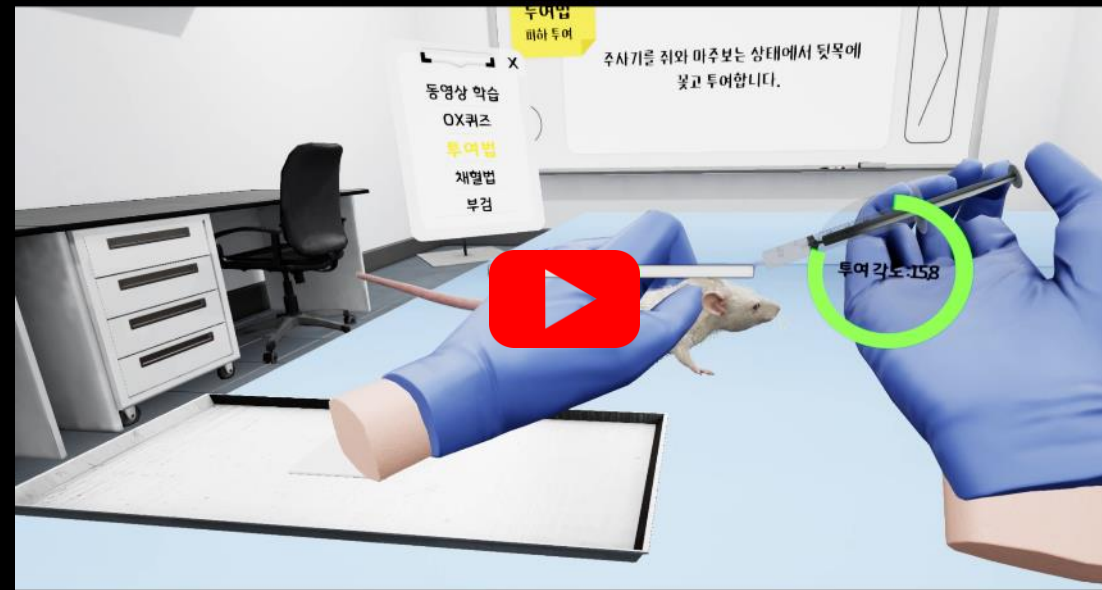 투여법
피하 투여
주사기를 쥐와 마주보는 상태에서 뒷목에
꽂고 투여합니다.
X
동영상 학습
OX퀴즈
투여법
채혈법
부검
투여 각도 :158